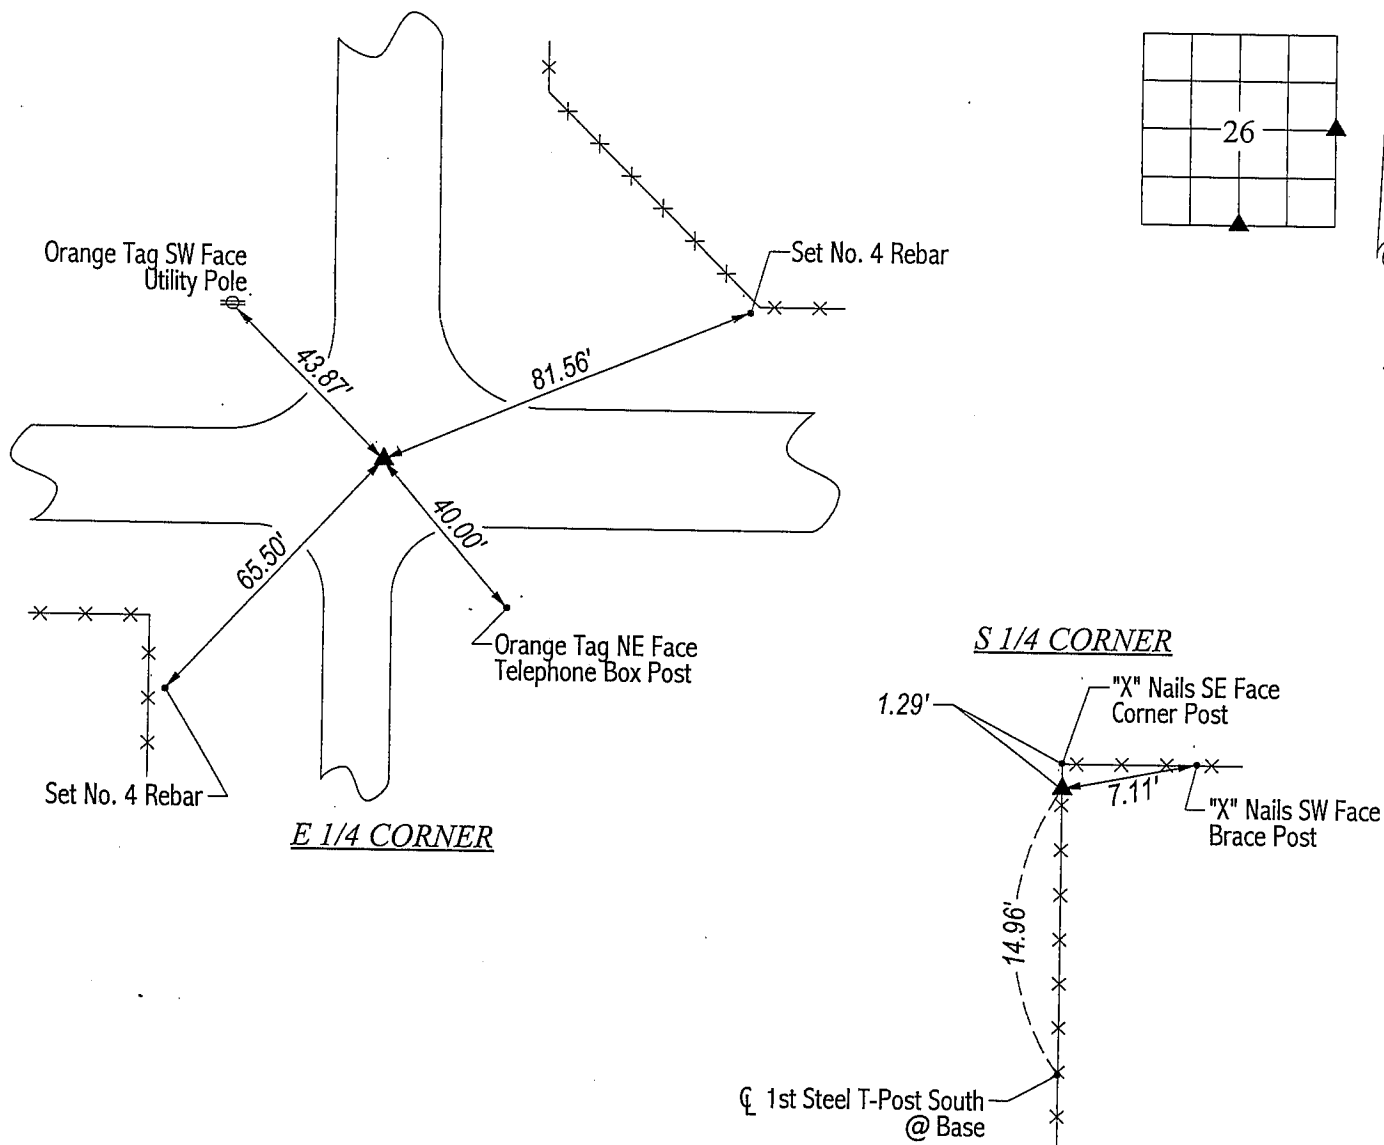 26
Orange Tag SW Face
Utility Pole
Set No. 4 Rebar
43.87'
81.56'
65.50'
40.00'
Orange Tag NE Face
Telephone Box Post
Set No. 4 Rebar
E 1/4 CORNER
S 1/4 CORNER
1.29'
"X" Nails SE Face
Corner Post
7.11'
"X" Nails SW Face
Brace Post
14.96'
℄ 1st Steel T-Post South
@ Base